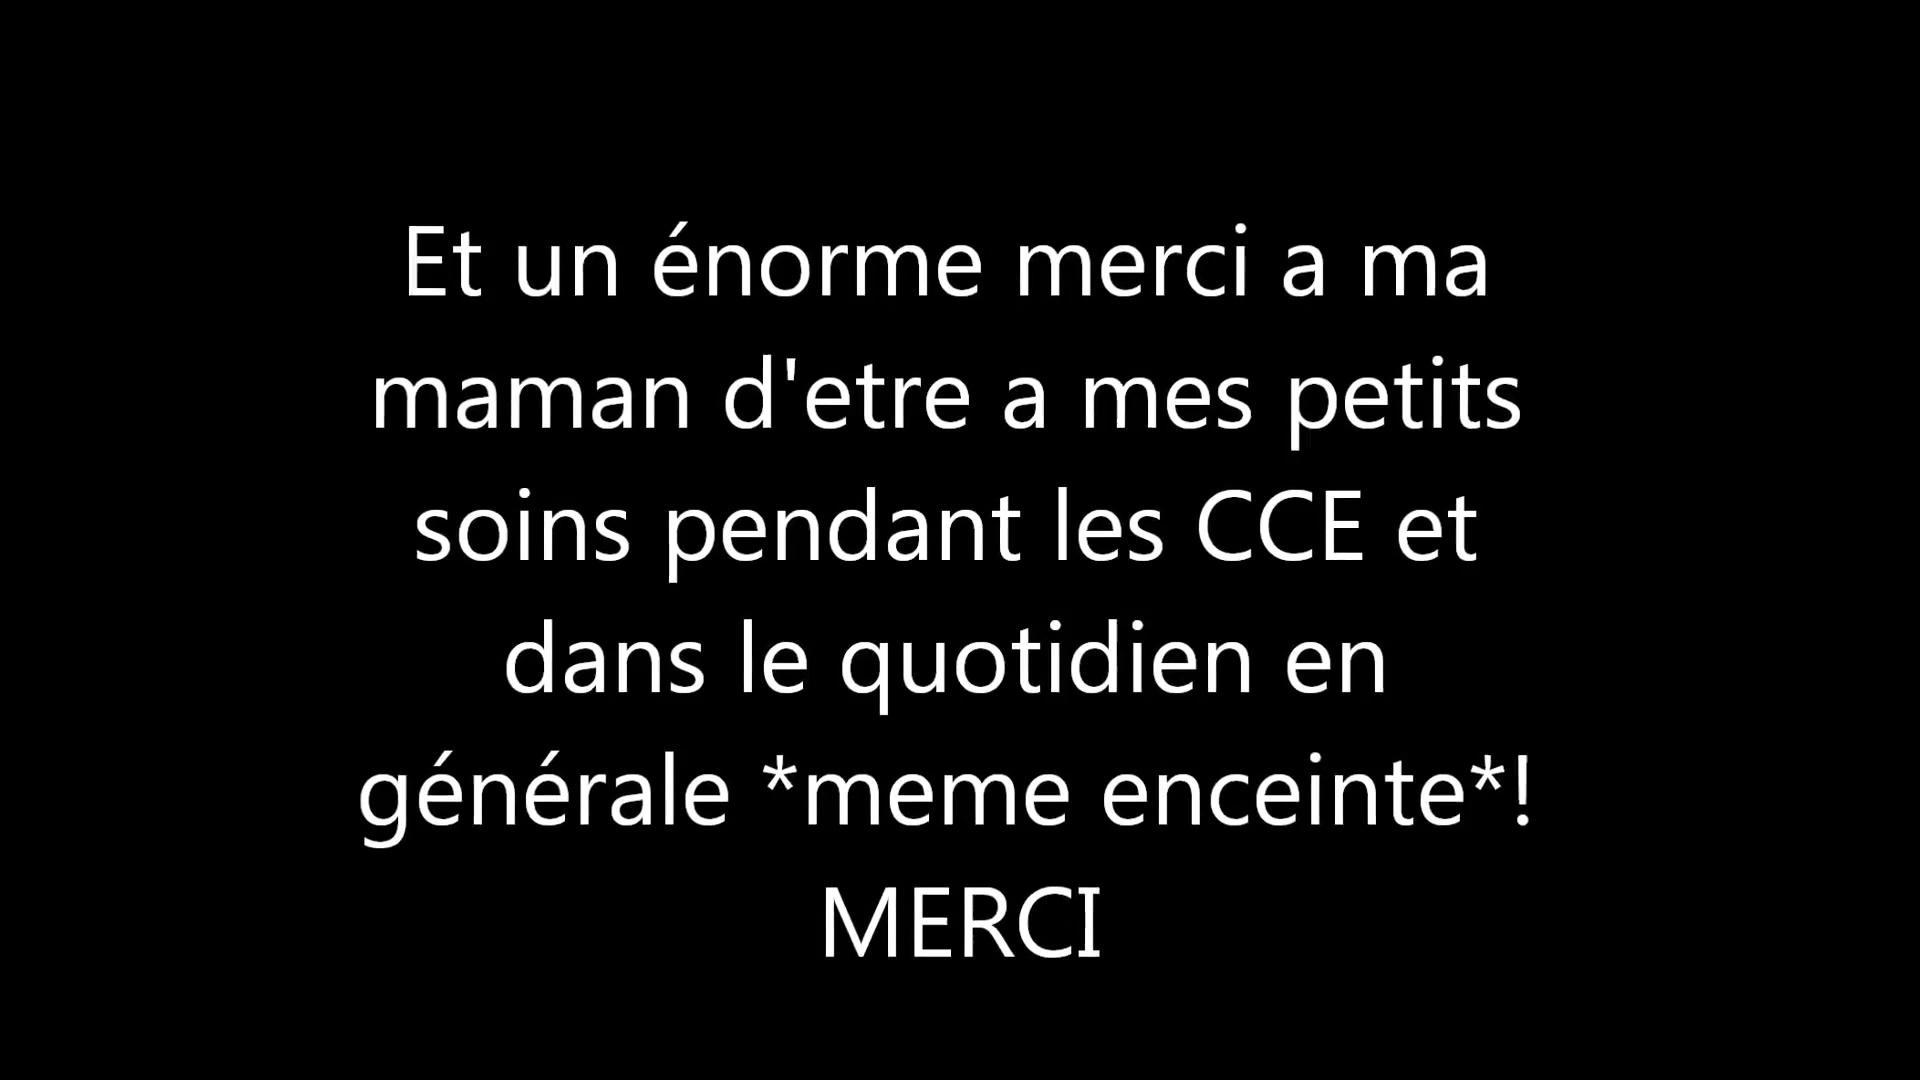 Et un énorme merci a ma
maman d'etre a mes petits
soins pendant les CCE et
dans le quotidien en
générale *meme enceinte*!
MERCI